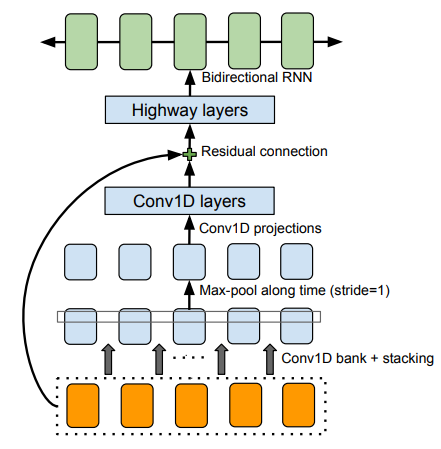 Bidirectional RNN
Highway layers
Residual connection
Conv1D layers
Conv1D projections
Max-pool along time (stride=1)
Conv1D bank + stacking